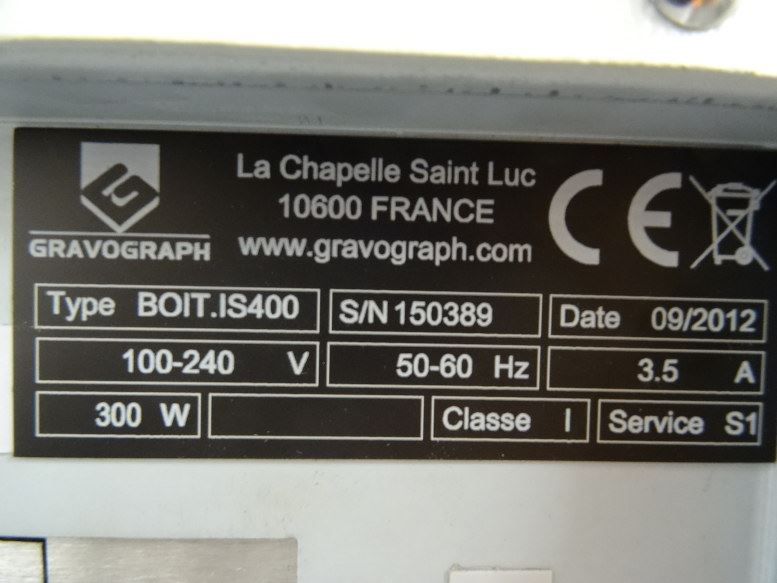 La Chapelle Saint Luc
10600 FRANCE
GRAVOGRAPH www.gravograph.com CE
Type BOIT.IS400 S/N 150389 Date 09/2012
100-240 V 50-60 Hz 3.5 A
300 W Classe I Service S1